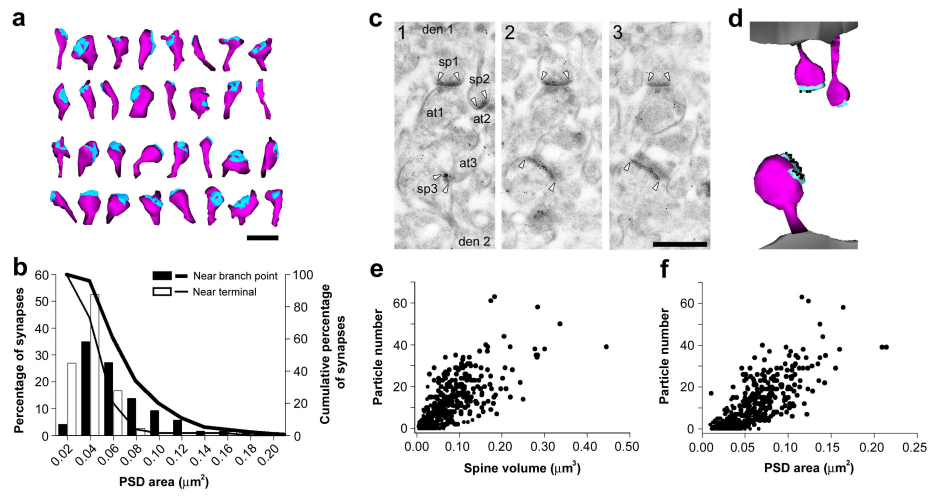 a
b
60
50
40
30
20
10
0
Percentage of synapses
Near branch point
Near terminal
100
80
60
40
20
0
Cumulative percentage
of synapses
0.02
0.04
0.06
0.08
0.10
0.12
0.14
0.16
0.18
0.20
PSD area (μm²)
c
1
den 1
sp1
sp2
at1
at2
at3
sp3
den 2
2
3
d
e
60
40
20
0
Particle number
0.00
0.10
0.20
0.30
0.40
0.50
Spine volume (μm³)
f
60
40
20
0
Particle number
0.00
0.05
0.10
0.15
0.20
0.25
PSD area (μm²)